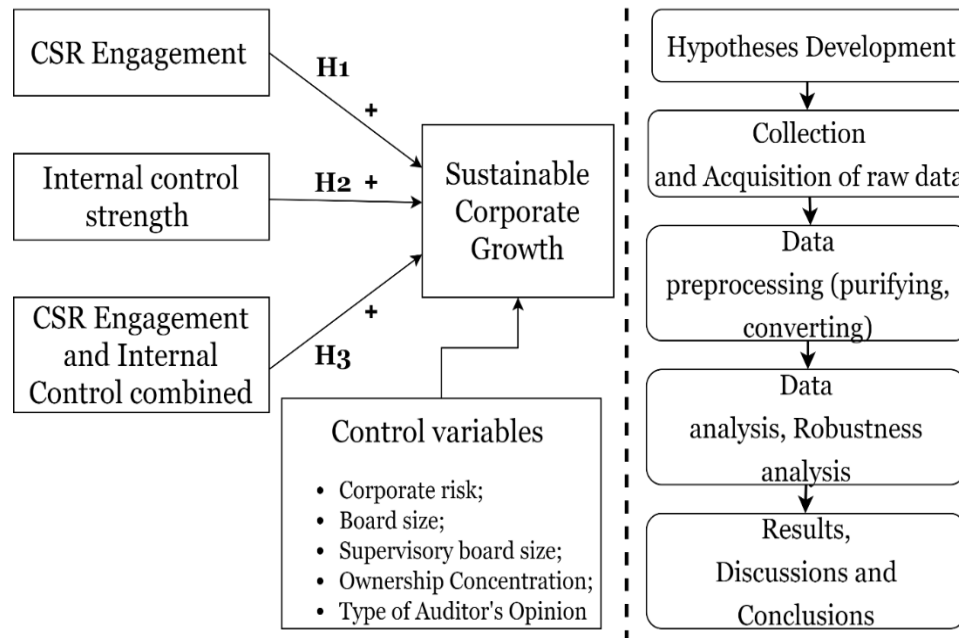 CSR Engagement
H1
+
Internal control
strength
H2 +
CSR Engagement
and Internal
Control combined
+
H3
Sustainable
Corporate
Growth
Control variables
• Corporate risk;
• Board size;
• Supervisory board size;
• Ownership Concentration;
• Type of Auditor's Opinion
Hypotheses Development
Collection
and Acquisition of raw data
Data
preprocessing (purifying,
converting)
Data
analysis, Robustness
analysis
Results,
Discussions and
Conclusions